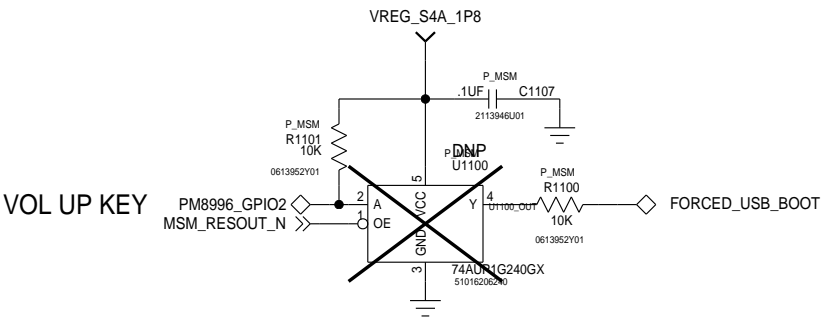 VREG_S4A_1P8
P_MSM
.1UF C1107
2113946U01
P_MSM
R1101
10K
0613952Y01
DNP
P_MSM
U1100
5
VCC
P_MSM
R1100
10K
0613952Y01
VOL UP KEY
PM8996_GPIO2
2
A
Y
4
U1100_OUT
FORCED_USB_BOOT
MSM_RESOUT_N
1
OE
GND
3
74AUP1G240GX
51016206240